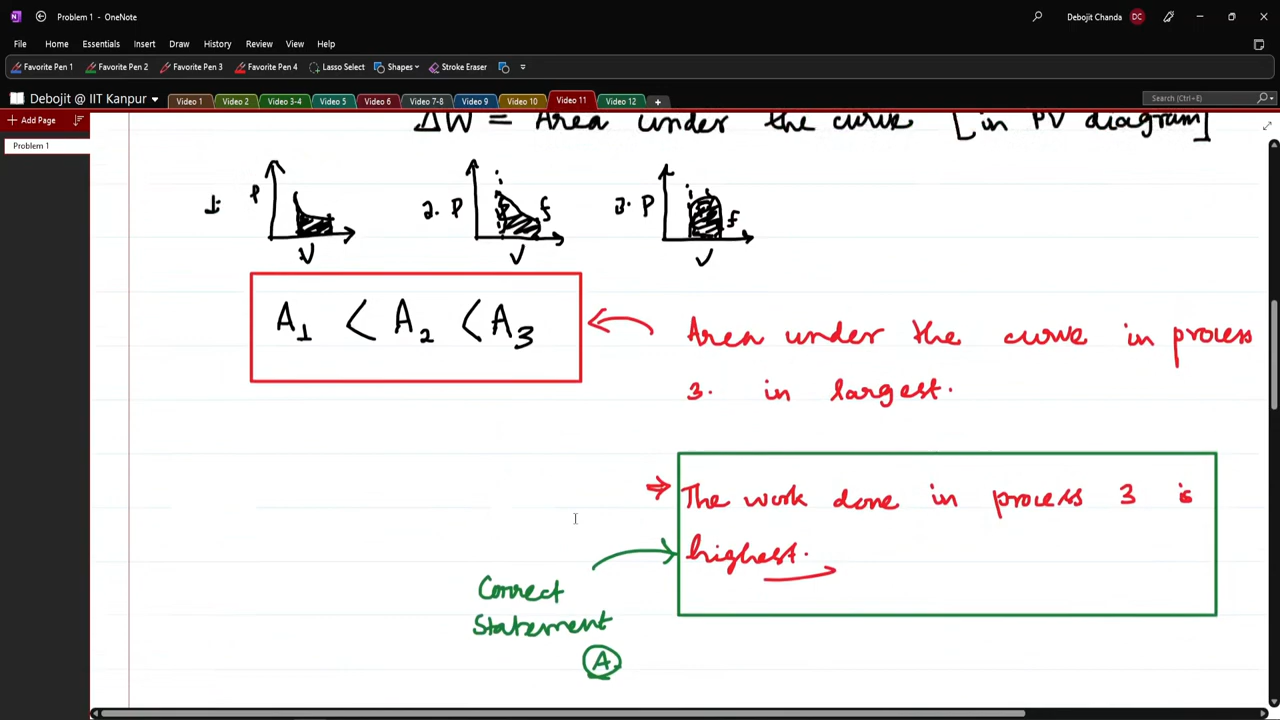 Problem 1 - OneNote
Debojit Chanda DC
File Home Essentials Insert Draw History Review View Help
Favorite Pen 1 Favorite Pen 2 Favorite Pen 3 Favorite Pen 4 Lasso Select Shapes Stroke Eraser
Debojit @ IIT Kanpur Video 1 Video 2 Video 3-4 Video 5 Video 6 Video 7-8 Video 9 Video 10 Video 11 Video 12 Search (Ctrl+E)
Add Page
Problem 1
ΔW = Area under the curve [in PV diagram]
1. P 2. P i f 3. P i f
V V V
A1 < A2 < A3
Area under the curve in process
3. in largest.
→ The work done in process 3 is
highest.
Correct
Statement
A.